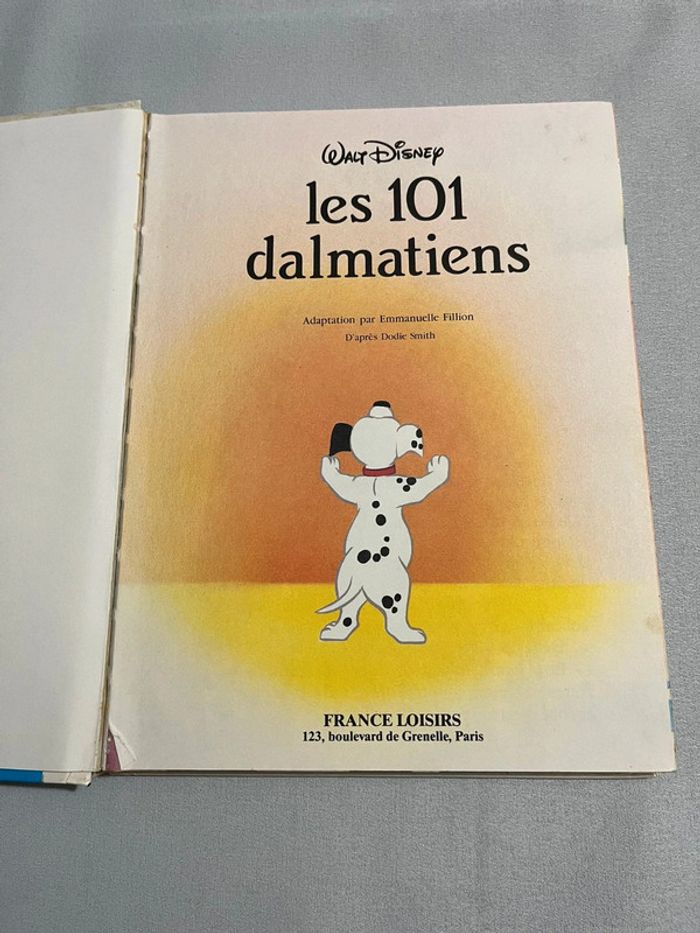 WALT DISNEY
les 101
dalmatiens
Adaptation par Emmanuelle Fillion
D'après Dodie Smith
FRANCE LOISIRS
123, boulevard de Grenelle, Paris